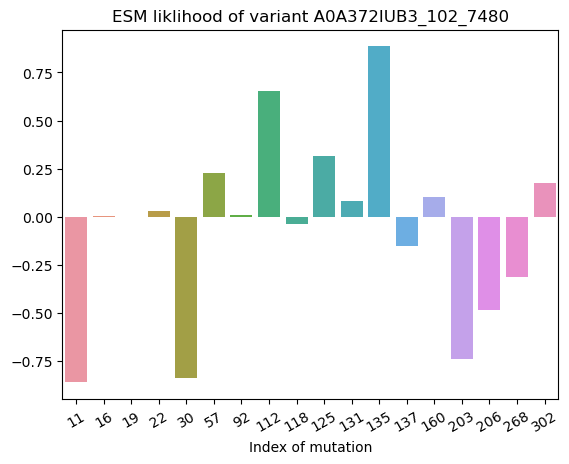 ESM liklihood of variant A0A372IUB3_102_7480
0.75
0.50
0.25
0.00
−0.25
−0.50
−0.75
11 16 19 22 30 57 92 112 118 125 131 135 137 160 203 206 268 302
Index of mutation